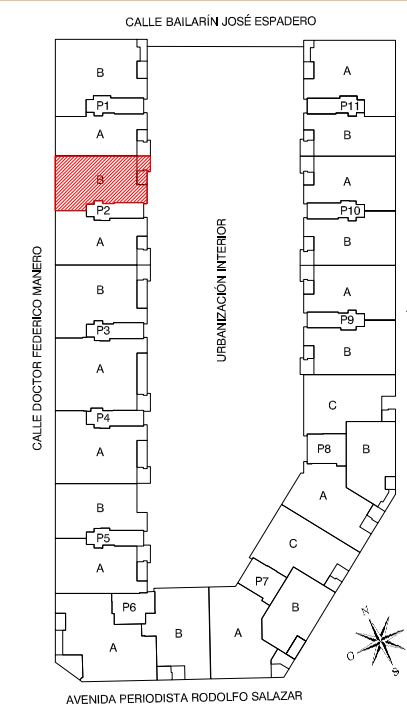 CALLE BAILARÍN JOSÉ ESPADERO
B
A
P1
P11
A
B
B
A
P2
P10
A
B
CALLE DOCTOR FEDERICO MANERO
URBANIZACIÓN INTERIOR
B
A
P3
P9
A
B
C
P4
A
P8
B
B
A
P5
C
A
P7
P6
B
A
B
A
N
O
S
AVENIDA PERIODISTA RODOLFO SALAZAR